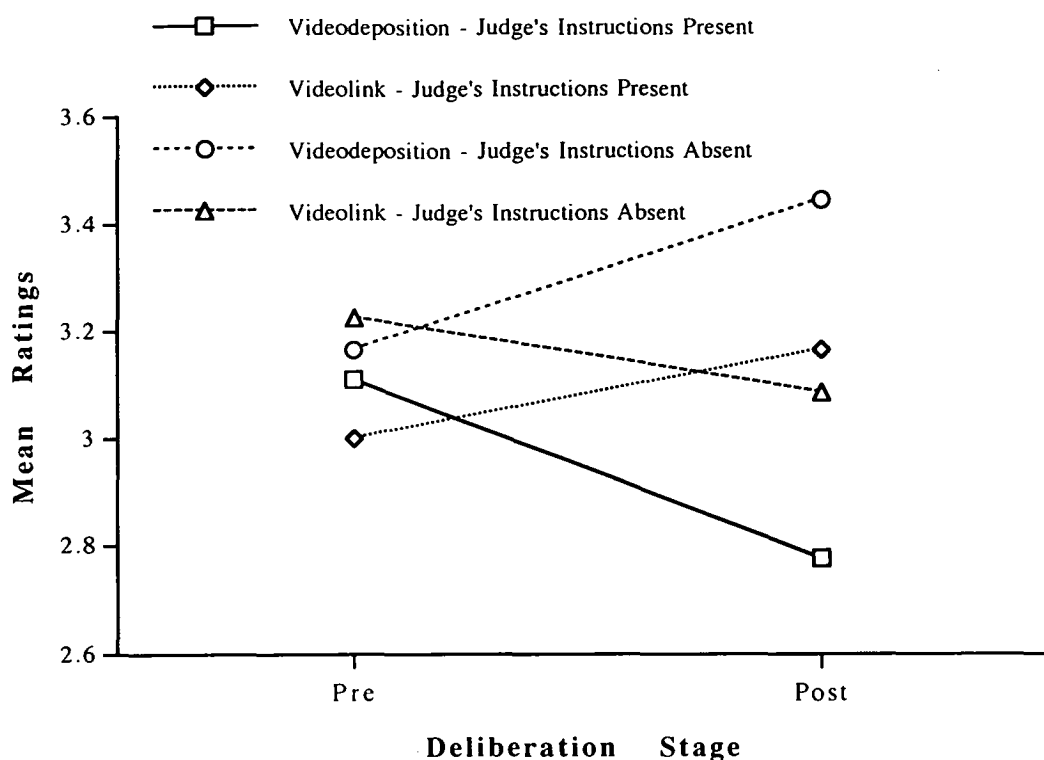 Videodeposition - Judge's Instructions Present
Videolink - Judge's Instructions Present
Videodeposition - Judge's Instructions Absent
Videolink - Judge's Instructions Absent
3.6
3.4
3.2
3
2.8
2.6
Mean Ratings
Pre
Post
Deliberation Stage